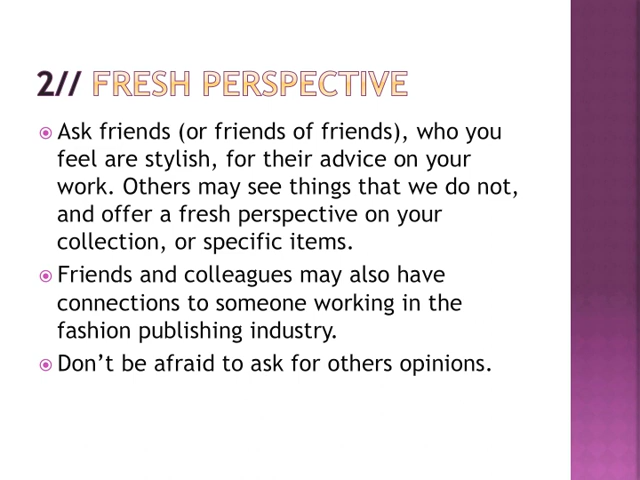 2// FRESH PERSPECTIVE
Ask friends (or friends of friends), who you
feel are stylish, for their advice on your
work. Others may see things that we do not,
and offer a fresh perspective on your
collection, or specific items.
Friends and colleagues may also have
connections to someone working in the
fashion publishing industry.
Don't be afraid to ask for others opinions.